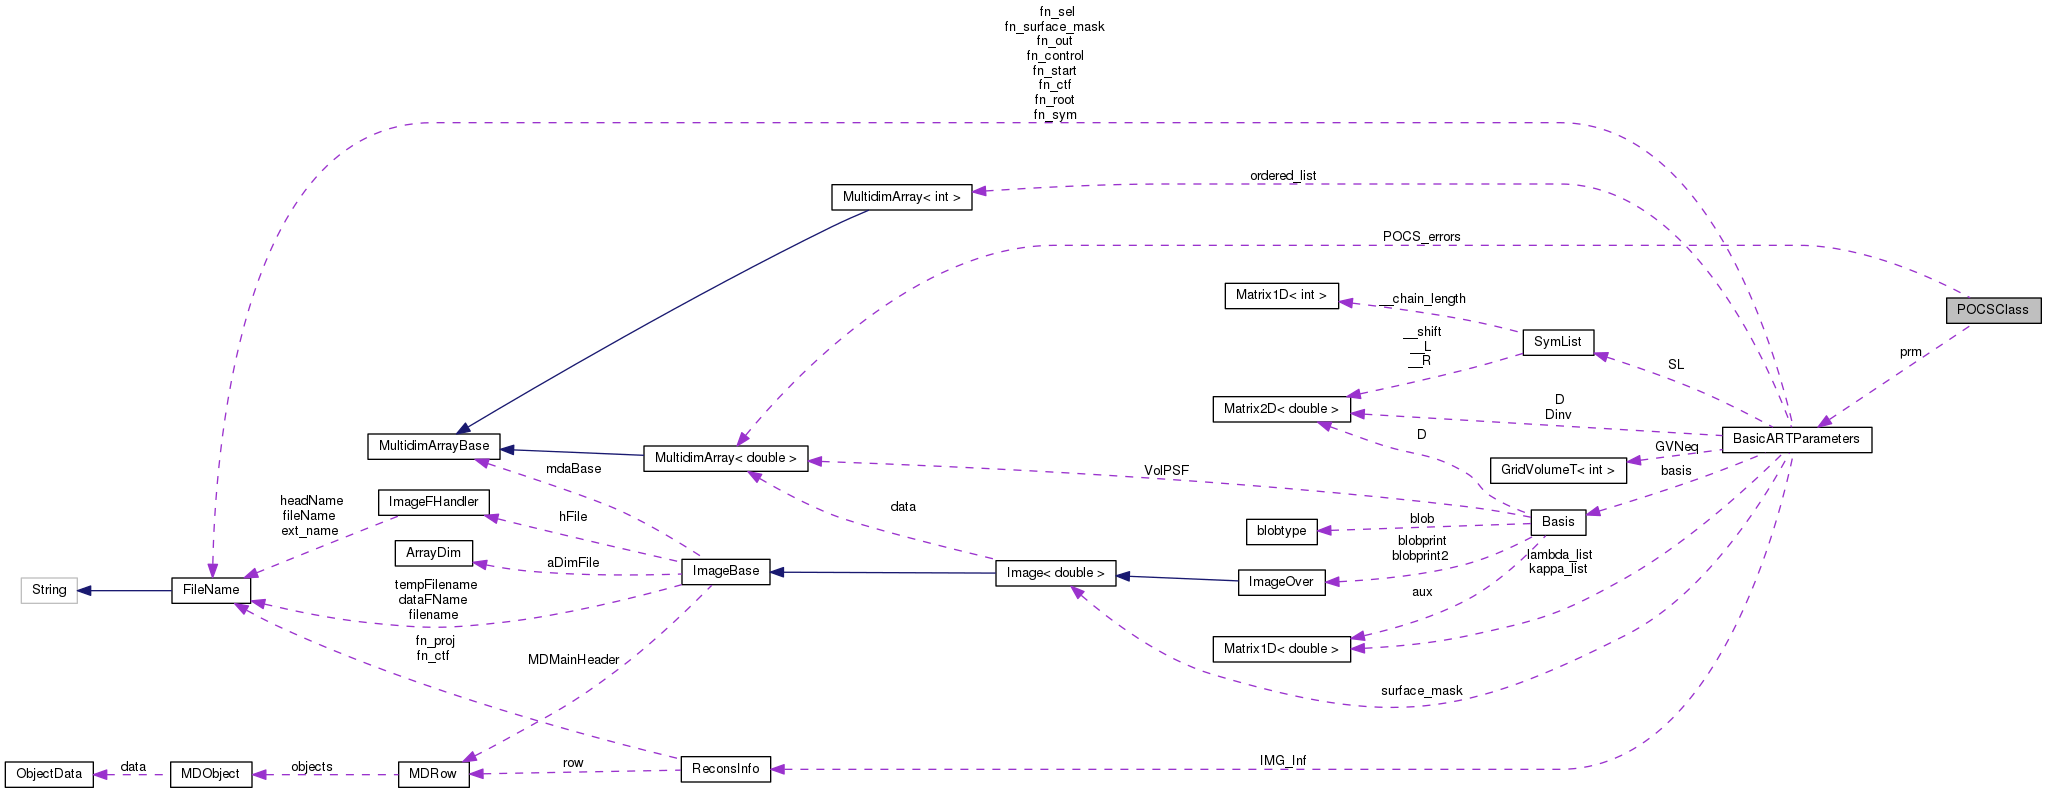 fn_sel
fn_surface_mask
fn_out
fn_control
fn_start
fn_ctf
fn_root
fn_sym
ordered_list
MultidimArray< int >
POCS_errors
Matrix1D< int >
__chain_length
POCSClass
__shift
__L
__R
SymList
prm
SL
Matrix2D< double >
D
Dinv
D
BasicARTParameters
MultidimArrayBase
MultidimArray< double >
GVNeq
GridVolumeT< int >
basis
mdaBase
VolPSF
headName
fileName
ext_name
ImageFHandler
hFile
data
blobtype
blob
Basis
ArrayDim
aDimFile
blobprint
blobprint2
lambda_list
kappa_list
String
FileName
tempFilename
dataFName
filename
ImageBase
Image< double >
ImageOver
aux
fn_proj
fn_ctf
MDMainHeader
Matrix1D< double >
surface_mask
ObjectData
data
MDObject
objects
MDRow
row
ReconsInfo
IMG_Inf